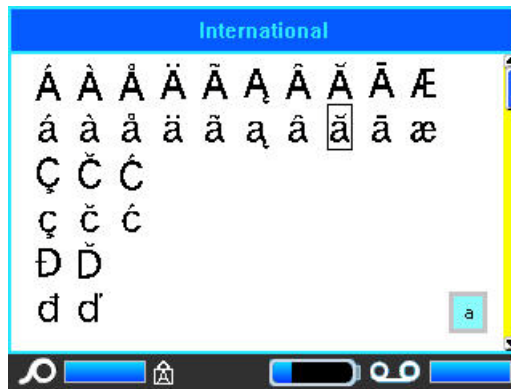 International
Á À Å Ä Ã Ą Â Ă Ā Æ
á à å ä ã ą â ă ā æ
Ç Č Ć
ç č ć
Đ Ď
đ ď
a
A